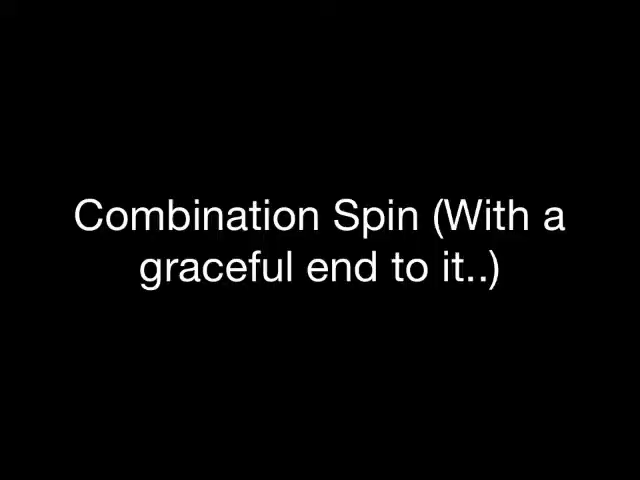 Combination Spin (With a
graceful end to it..)